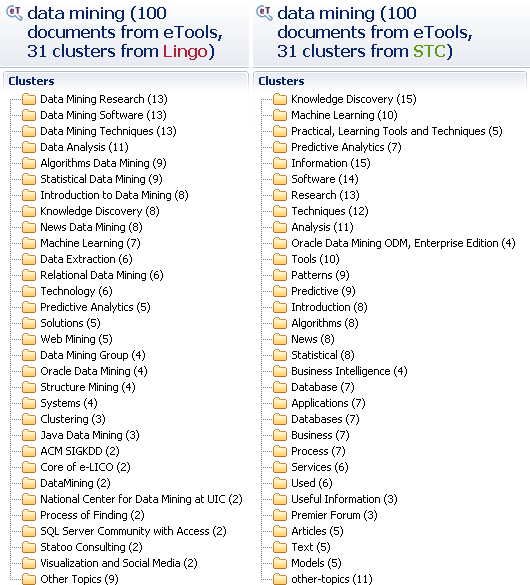 data mining (100
documents from eTools,
31 clusters from Lingo)
Clusters
Data Mining Research (13)
Data Mining Software (13)
Data Mining Techniques (13)
Data Analysis (11)
Algorithms Data Mining (9)
Statistical Data Mining (9)
Introduction to Data Mining (8)
Knowledge Discovery (8)
News Data Mining (8)
Machine Learning (7)
Data Extraction (6)
Relational Data Mining (6)
Technology (6)
Predictive Analytics (5)
Solutions (5)
Web Mining (5)
Data Mining Group (4)
Oracle Data Mining (4)
Structure Mining (4)
Systems (4)
Clustering (3)
Java Data Mining (3)
ACM SIGKDD (2)
Core of e-LICO (2)
DataMining (2)
National Center for Data Mining at UIC (2)
Process of Finding (2)
SQL Server Community with Access (2)
Statoo Consulting (2)
Visualization and Social Media (2)
Other Topics (9)
data mining (100
documents from eTools,
31 clusters from STC)
Clusters
Knowledge Discovery (15)
Machine Learning (10)
Practical, Learning Tools and Techniques (5)
Predictive Analytics (7)
Information (15)
Software (14)
Research (13)
Techniques (12)
Analysis (11)
Oracle Data Mining ODM, Enterprise Edition (4)
Tools (10)
Patterns (9)
Predictive (9)
Introduction (8)
Algorithms (8)
News (8)
Statistical (8)
Business Intelligence (4)
Database (7)
Applications (7)
Databases (7)
Business (7)
Process (7)
Services (6)
Used (6)
Useful Information (3)
Premier Forum (3)
Articles (5)
Text (5)
Models (5)
other-topics (11)